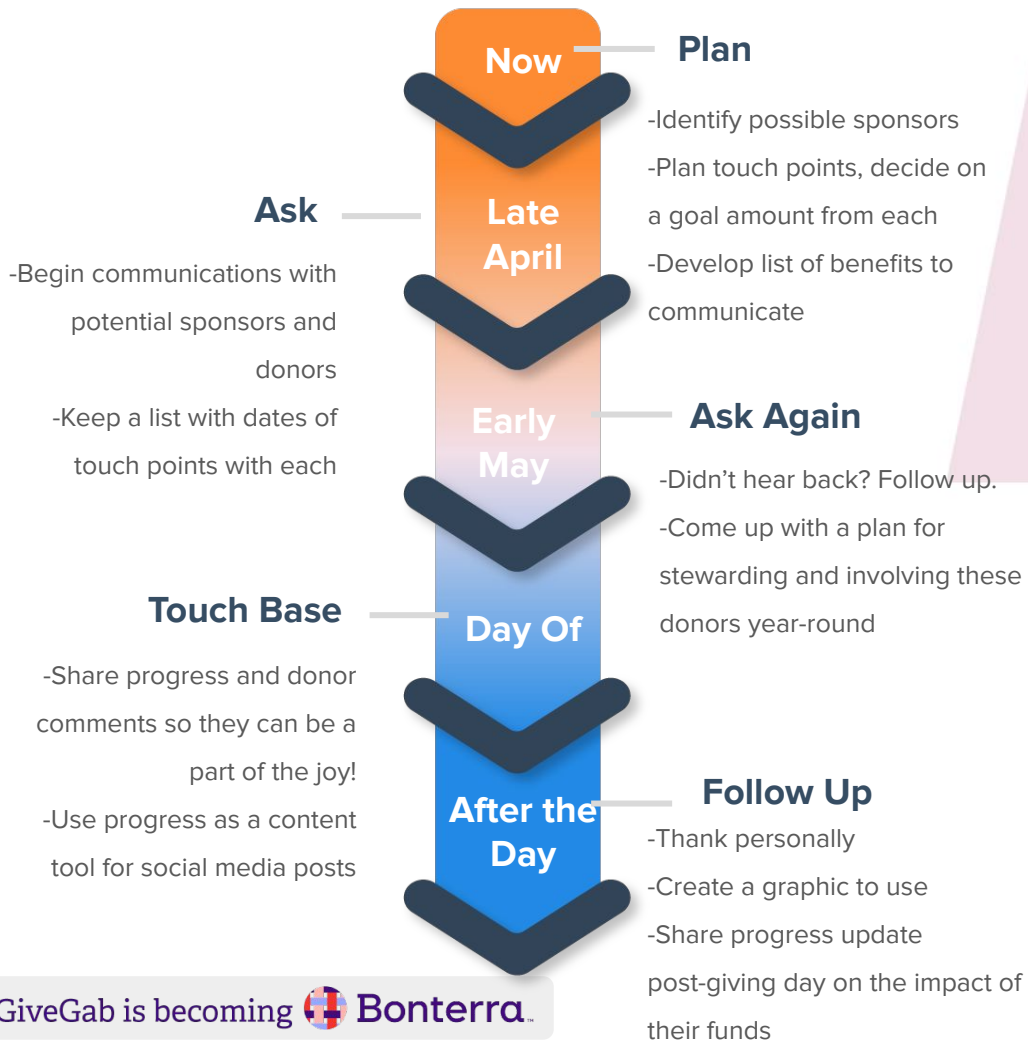 Now
Plan
-Identify possible sponsors
-Plan touch points, decide on
a goal amount from each
-Develop list of benefits to
communicate
Ask
Late
April
-Begin communications with
potential sponsors and
donors
-Keep a list with dates of
touch points with each
Early
May
Ask Again
-Didn’t hear back? Follow up.
-Come up with a plan for
stewarding and involving these
donors year-round
Touch Base
Day Of
-Share progress and donor
comments so they can be a
part of the joy!
-Use progress as a content
tool for social media posts
After the
Day
Follow Up
-Thank personally
-Create a graphic to use
-Share progress update
post-giving day on the impact of
their funds
GiveGab is becoming Bonterra™